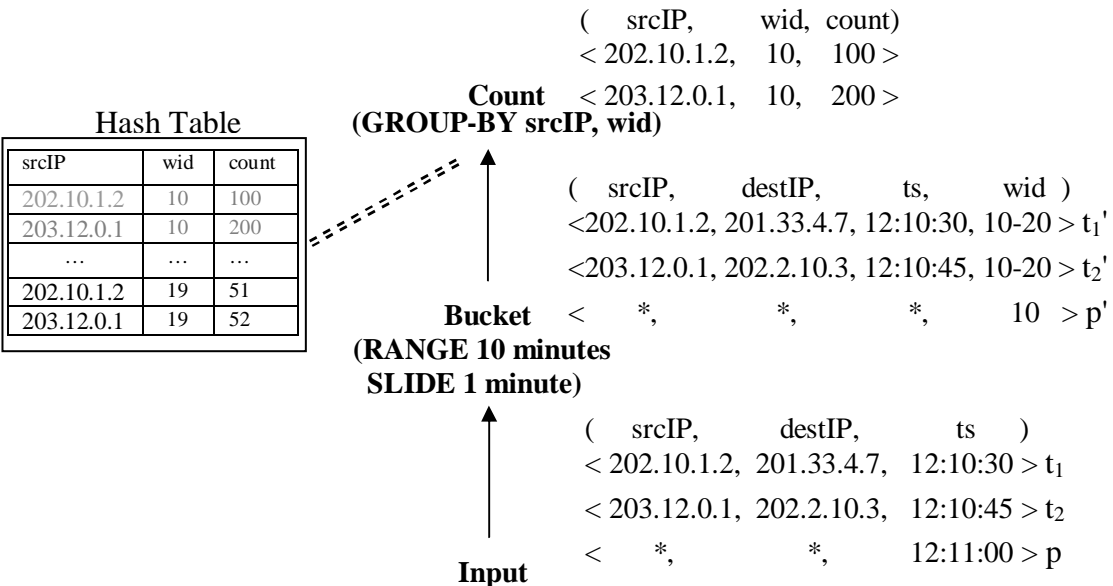 ( srcIP, wid, count)
< 202.10.1.2, 10, 100 >
Count < 203.12.0.1, 10, 200 >
(GROUP-BY srcIP, wid)
Hash Table
srcIP wid count
202.10.1.2 10 100
203.12.0.1 10 200
… … …
202.10.1.2 19 51
203.12.0.1 19 52
( srcIP, destIP, ts, wid )
<202.10.1.2, 201.33.4.7, 12:10:30, 10-20 > t1'
<203.12.0.1, 202.2.10.3, 12:10:45, 10-20 > t2'
Bucket < *, *, *, 10 > p'
(RANGE 10 minutes
SLIDE 1 minute)
( srcIP, destIP, ts )
< 202.10.1.2, 201.33.4.7, 12:10:30 > t1
< 203.12.0.1, 202.2.10.3, 12:10:45 > t2
< *, *, 12:11:00 > p
Input